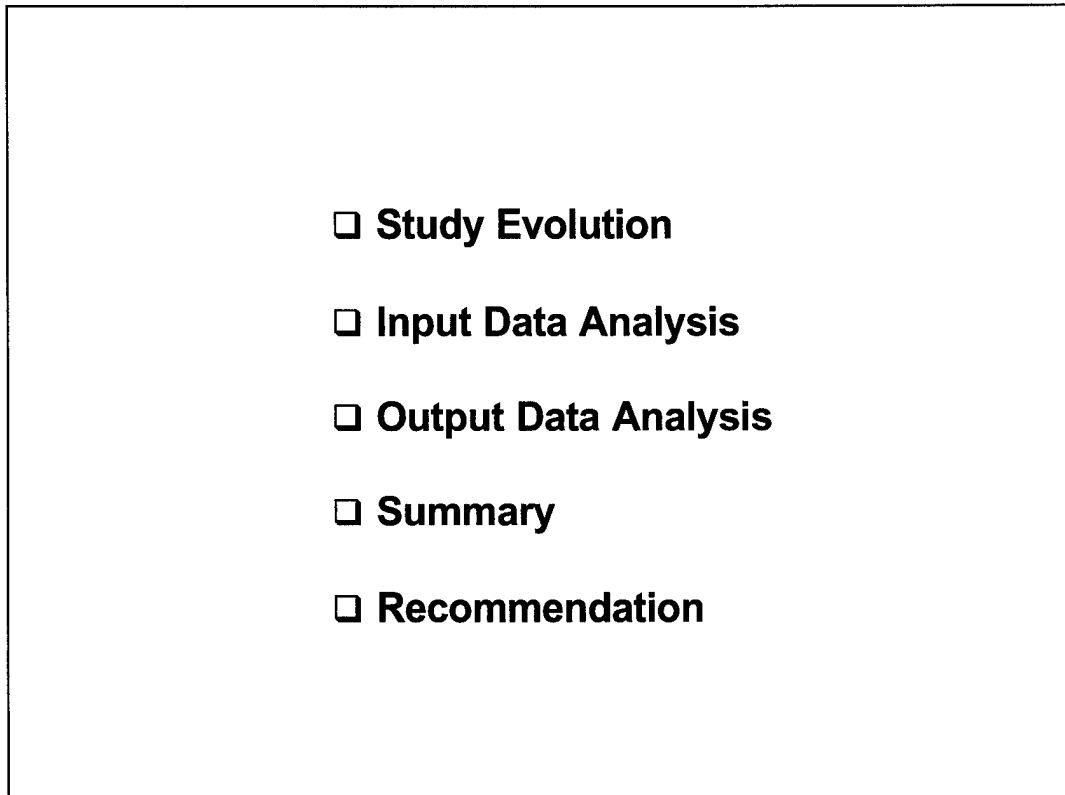 ❑ Study Evolution
❑ Input Data Analysis
❑ Output Data Analysis
❑ Summary
❑ Recommendation